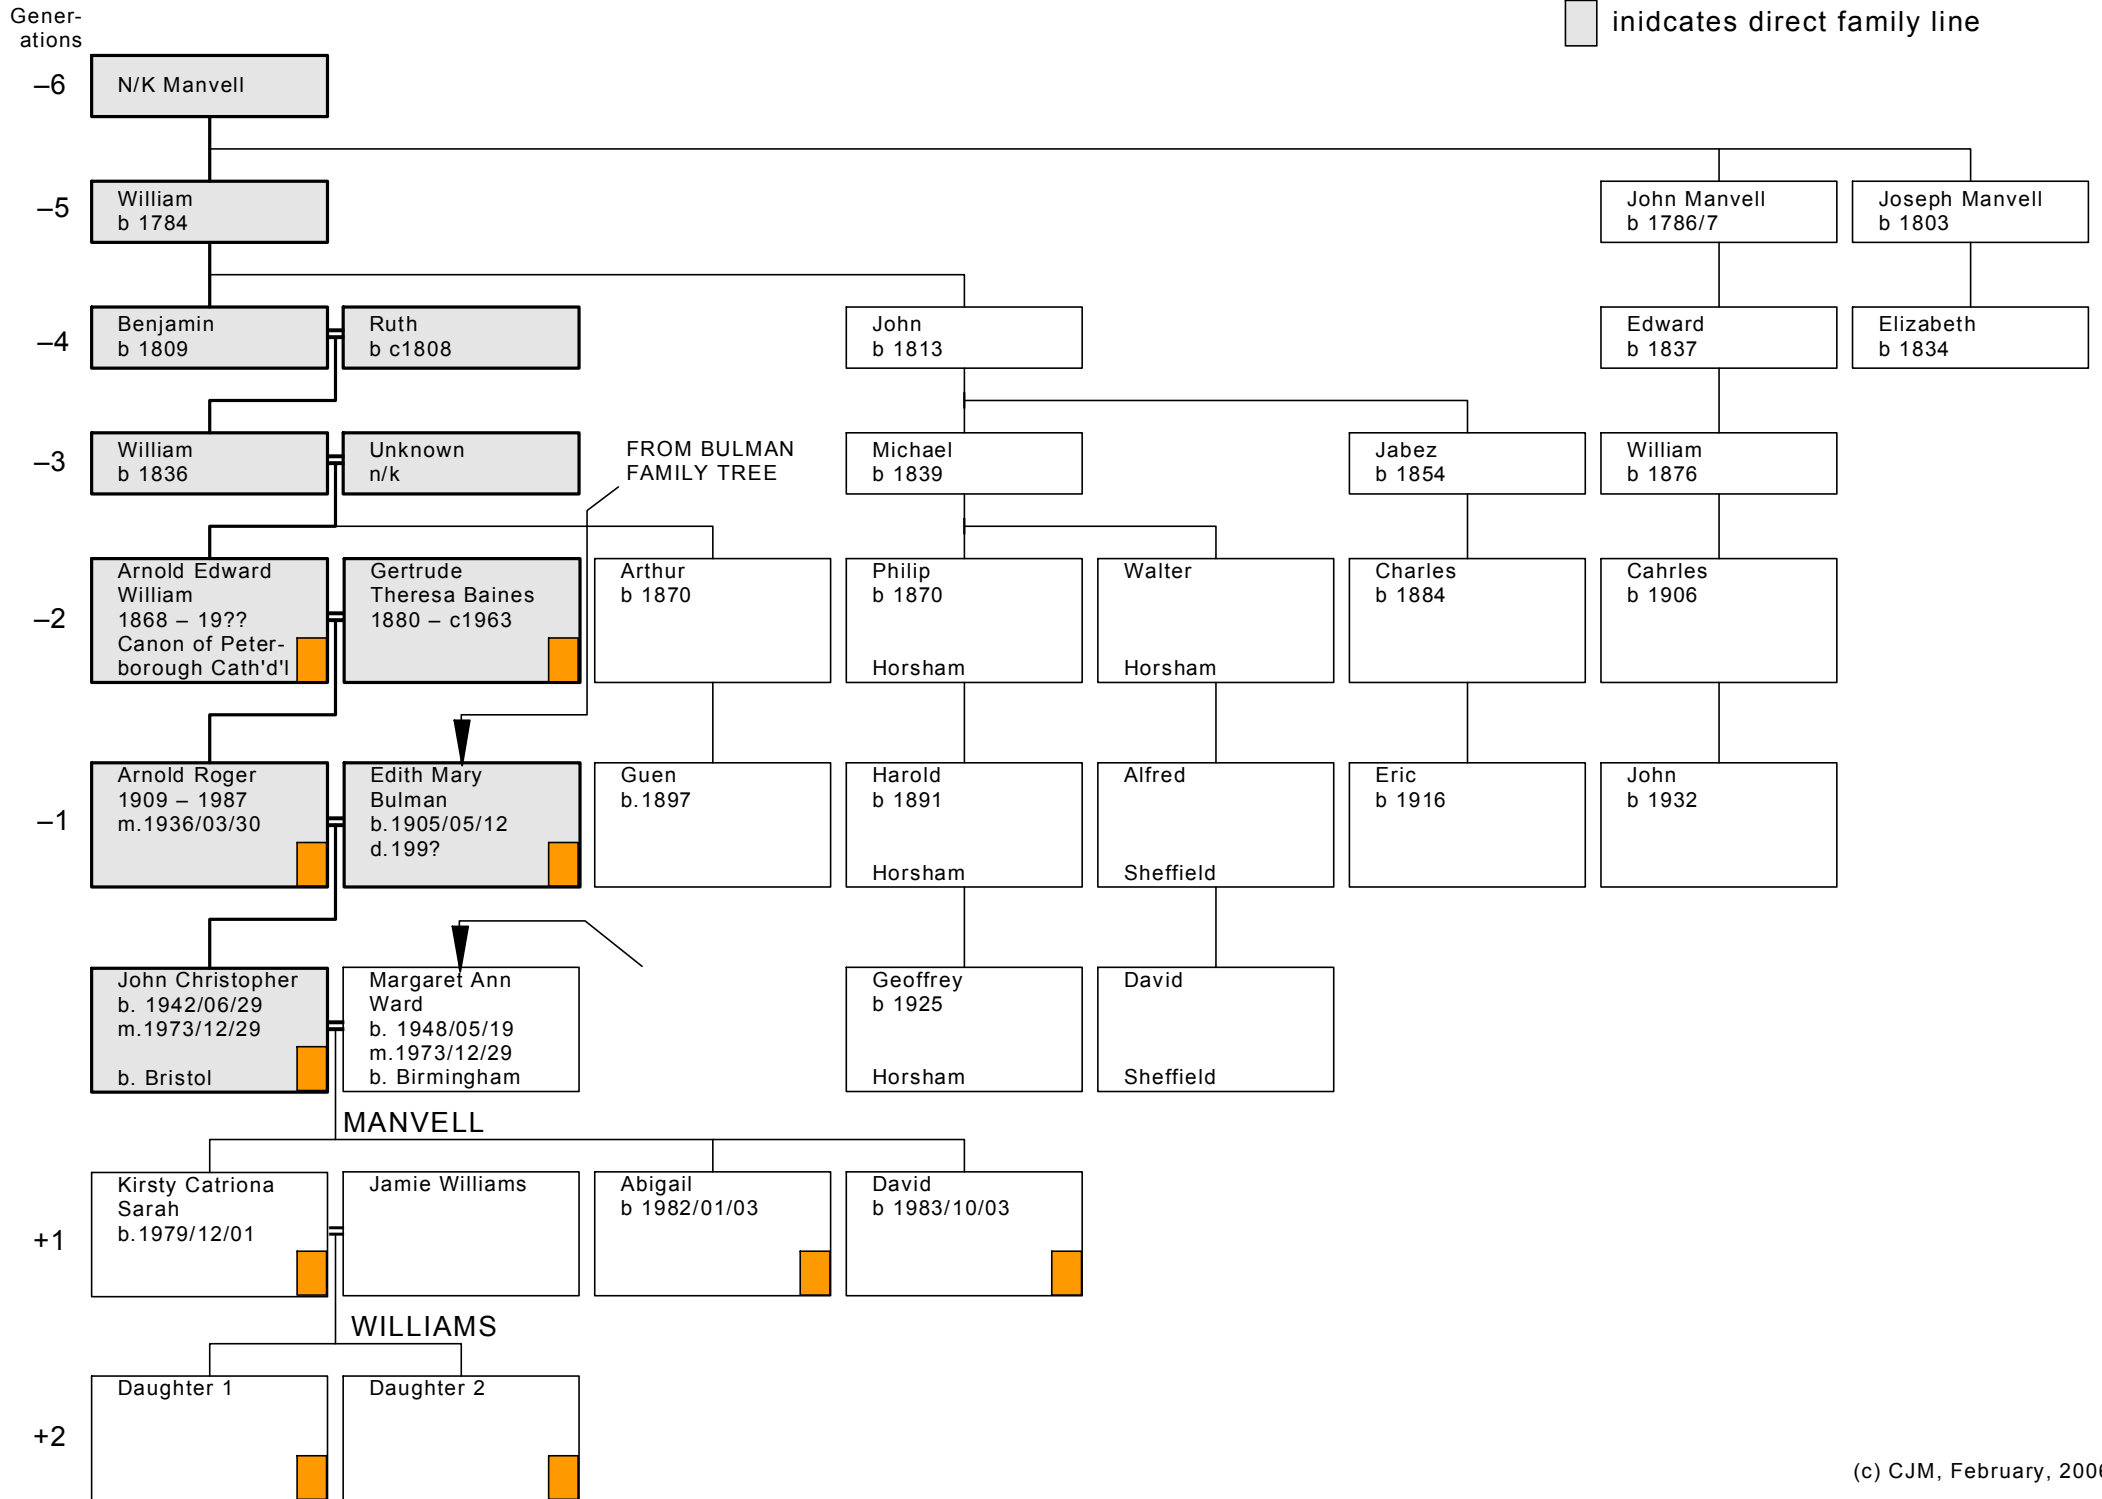 Gener-
ations
inidcates direct family line
–6
N/K Manvell
–5
William
b 1784
John Manvell
b 1786/7
Joseph Manvell
b 1803
–4
Benjamin
b 1809
Ruth
b c1808
John
b 1813
Edward
b 1837
Elizabeth
b 1834
–3
William
b 1836
Unknown
n/k
FROM BULMAN
FAMILY TREE
Michael
b 1839
Jabez
b 1854
William
b 1876
–2
Arnold Edward
William
1868 – 19??
Canon of Peter-
borough Cath'd'l
Gertrude
Theresa Baines
1880 – c1963
Arthur
b 1870
Philip
b 1870
Horsham
Walter
Horsham
Charles
b 1884
Cahrles
b 1906
–1
Arnold Roger
1909 – 1987
m.1936/03/30
Edith Mary
Bulman
b.1905/05/12
d.199?
Guen
b.1897
Harold
b 1891
Horsham
Alfred
Sheffield
Eric
b 1916
John
b 1932
John Christopher
b. 1942/06/29
m.1973/12/29
b. Bristol
Margaret Ann
Ward
b. 1948/05/19
m.1973/12/29
b. Birmingham
Geoffrey
b 1925
Horsham
David
Sheffield
MANVELL
+1
Kirsty Catriona
Sarah
b.1979/12/01
Jamie Williams
Abigail
b 1982/01/03
David
b 1983/10/03
WILLIAMS
+2
Daughter 1
Daughter 2
(c) CJM, February, 2006